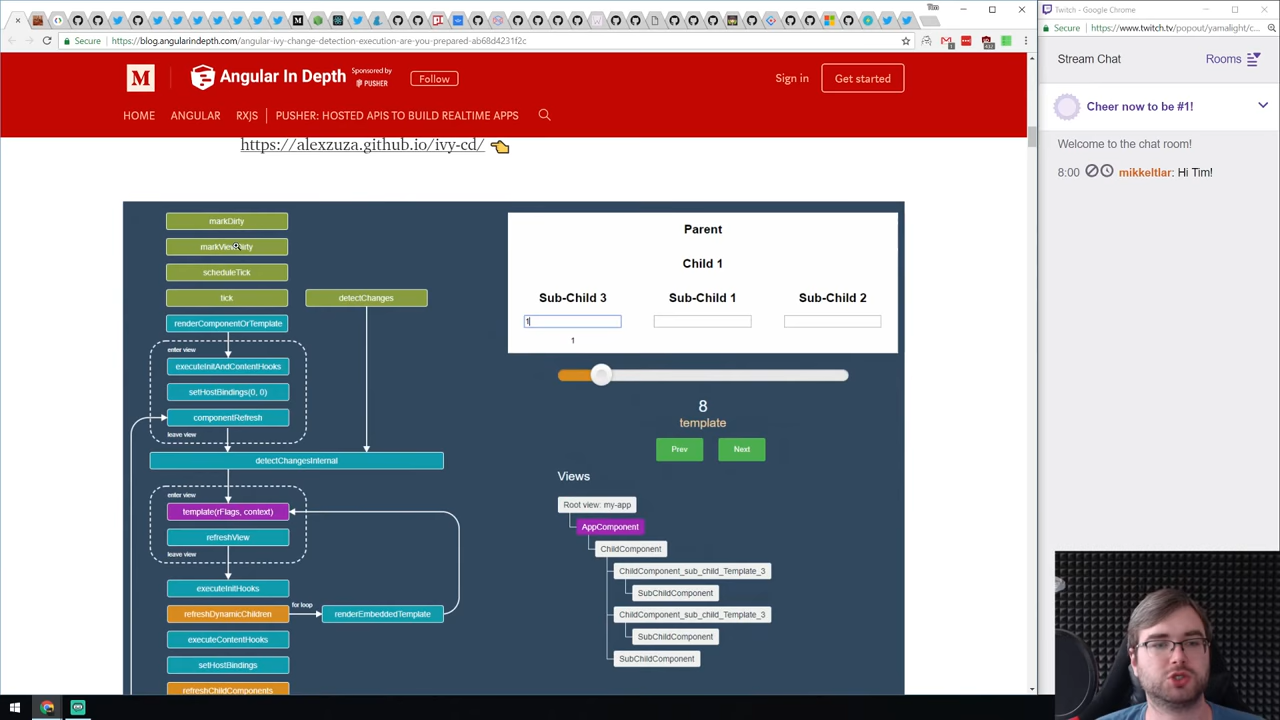 Tim
Twitch - Google Chrome
Secure
https://blog.angularindepth.com/angular-ivy-change-detection-execution-are-you-prepared-ab68d4231f2c
Secure
https://www.twitch.tv/popout/yamalight/c...
M
Angular In Depth
Sponsored by
PUSHER
Follow
Sign in
Get started
HOME
ANGULAR
RXJS
PUSHER: HOSTED APIS TO BUILD REALTIME APPS
https://alexzuza.github.io/ivy-cd/
markDirty
markViewDirty
scheduleTick
tick
detectChanges
renderComponentOrTemplate
enter view
executeInitAndContentHooks
setHostBindings(0, 0)
componentRefresh
leave view
detectChangesInternal
enter view
template(rFlags, context)
refreshView
leave view
executeInitHooks
refreshDynamicChildren
for loop
renderEmbeddedTemplate
executeContentHooks
setHostBindings
refreshChildComponents
Parent
Child 1
Sub-Child 3
Sub-Child 1
Sub-Child 2
1
1
8
template
Prev
Next
Views
Root view: my-app
AppComponent
ChildComponent
ChildComponent_sub_child_Template_3
SubChildComponent
ChildComponent_sub_child_Template_3
SubChildComponent
SubChildComponent
Stream Chat
Rooms
Cheer now to be #1!
Welcome to the chat room!
8:00 mikkeltlar: Hi Tim!